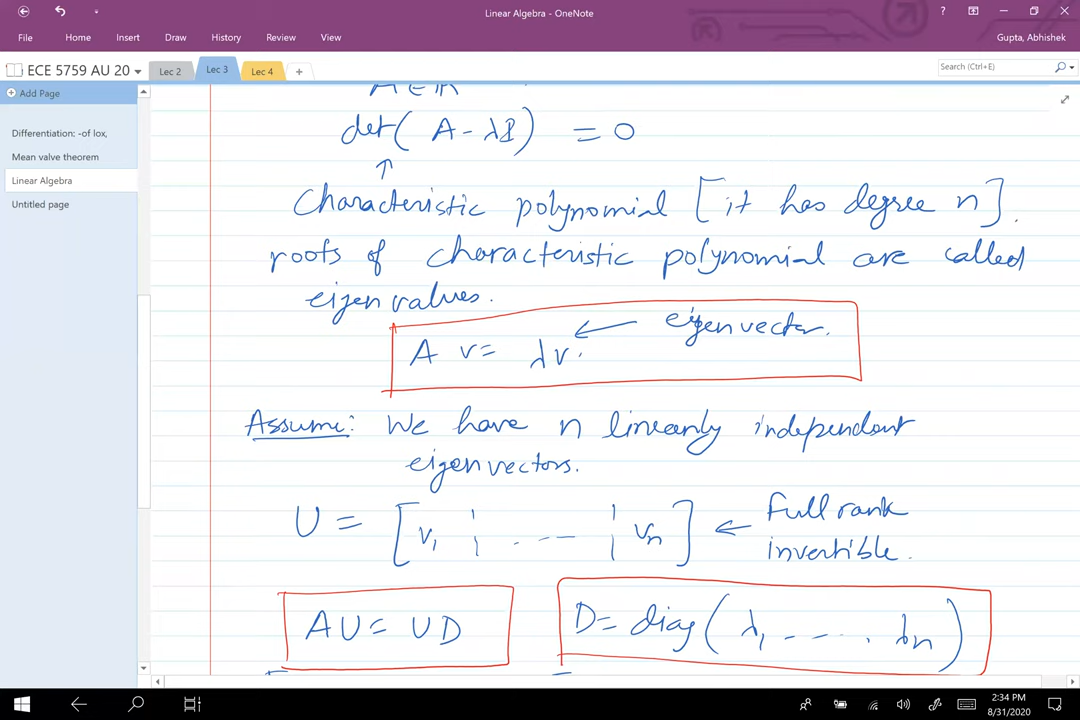 Linear Algebra - OneNote
?
File Home Insert Draw History Review View
Gupta, Abhishek
ECE 5759 AU 20
Lec 2 Lec 3 Lec 4 +
Search (Ctrl+E)
Add Page
Differentiation: -of lox,
Mean valve theorem
Linear Algebra
Untitled page
A ∈ ℝ
det( A - λI ) = 0
↑
Characteristic polynomial [it has degree n].
roots of characteristic polynomial are called
eigen values.
A v = λv. ← eigenvector.
Assume: We have n linearly independent
eigenvectors.
U = [ v₁ ¦ . --- ¦ vₙ ] ← Full rank
invertible.
AU = UD
D = diag( λ₁ - - - . λₙ )
2:34 PM
8/31/2020